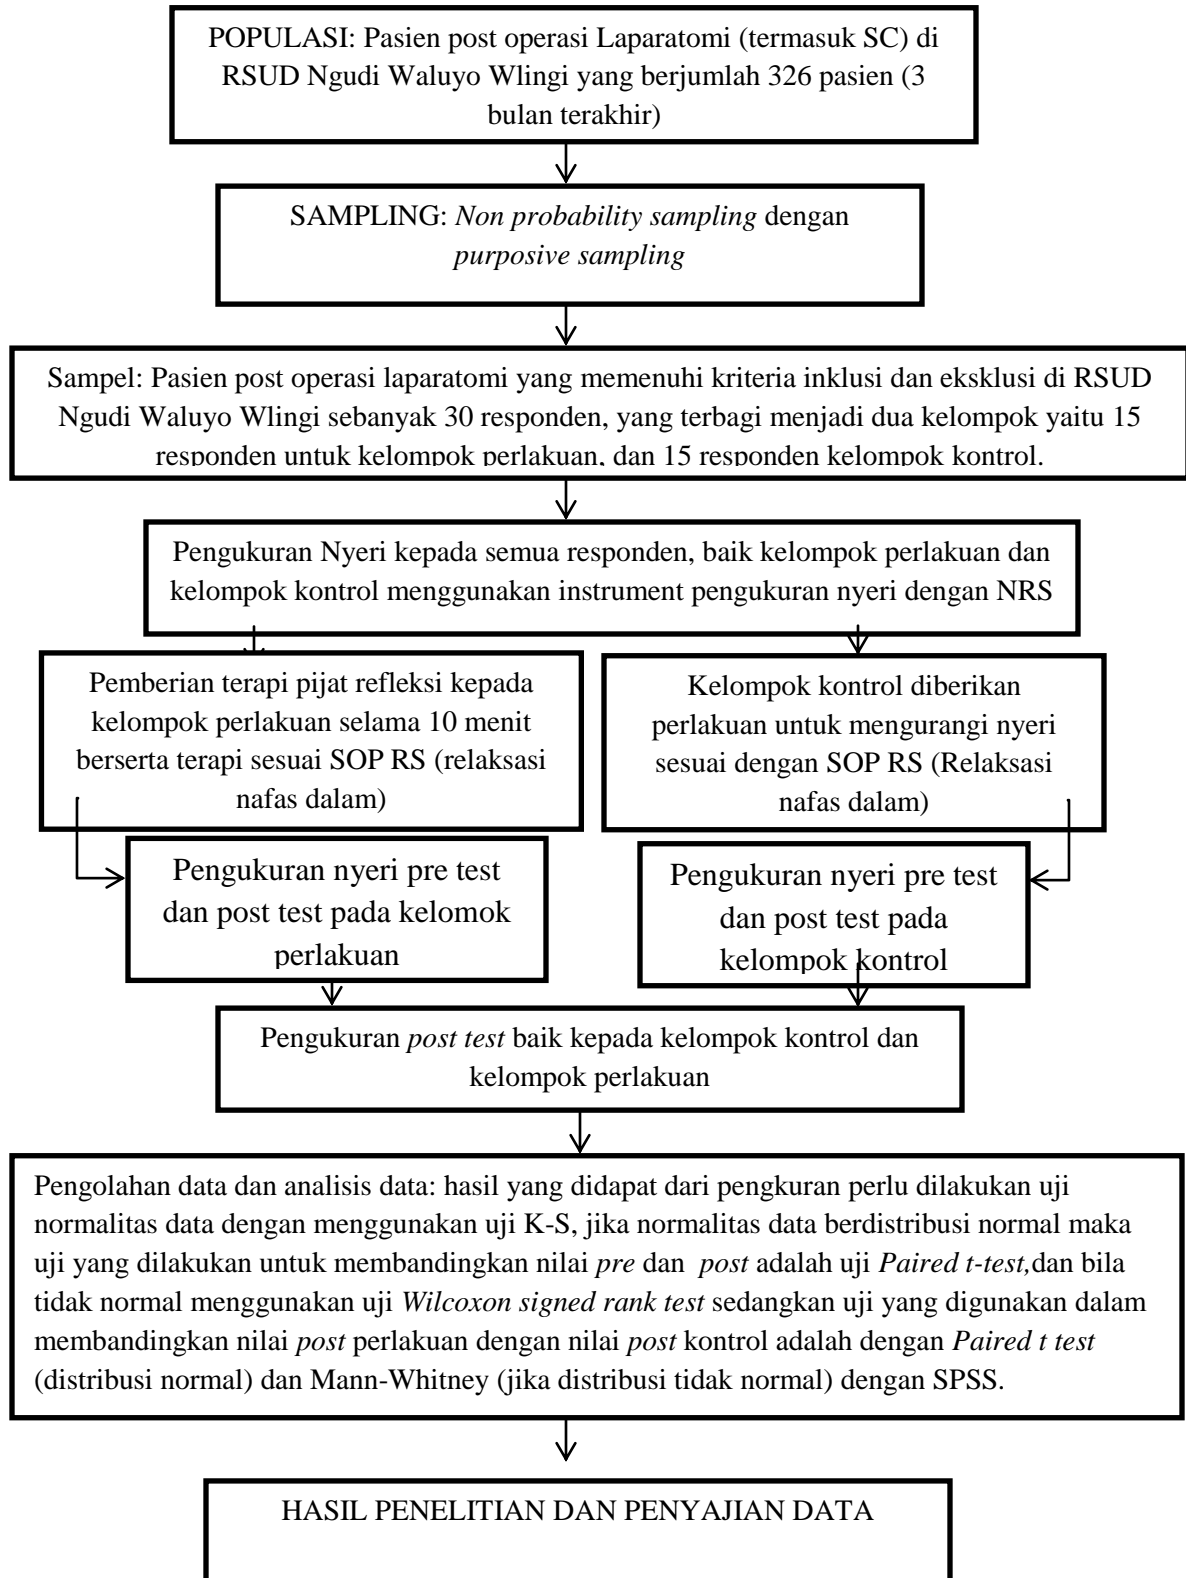 POPULASI: Pasien post operasi Laparatomi (termasuk SC) di
RSUD Ngudi Waluyo Wlingi yang berjumlah 326 pasien (3
bulan terakhir)
SAMPLING: Non probability sampling dengan
purposive sampling
Sampel: Pasien post operasi laparatomi yang memenuhi kriteria inklusi dan eksklusi di RSUD
Ngudi Waluyo Wlingi sebanyak 30 responden, yang terbagi menjadi dua kelompok yaitu 15
responden untuk kelompok perlakuan, dan 15 responden kelompok kontrol.
Pengukuran Nyeri kepada semua responden, baik kelompok perlakuan dan
kelompok kontrol menggunakan instrument pengukuran nyeri dengan NRS
Pemberian terapi pijat refleksi kepada
kelompok perlakuan selama 10 menit
berserta terapi sesuai SOP RS (relaksasi
nafas dalam)
Kelompok kontrol diberikan
perlakuan untuk mengurangi nyeri
sesuai dengan SOP RS (Relaksasi
nafas dalam)
Pengukuran nyeri pre test
dan post test pada kelomok
perlakuan
Pengukuran nyeri pre test
dan post test pada
kelompok kontrol
Pengukuran post test baik kepada kelompok kontrol dan
kelompok perlakuan
Pengolahan data dan analisis data: hasil yang didapat dari pengkuran perlu dilakukan uji
normalitas data dengan menggunakan uji K-S, jika normalitas data berdistribusi normal maka
uji yang dilakukan untuk membandingkan nilai pre dan post adalah uji Paired t-test,dan bila
tidak normal menggunakan uji Wilcoxon signed rank test sedangkan uji yang digunakan dalam
membandingkan nilai post perlakuan dengan nilai post kontrol adalah dengan Paired t test
(distribusi normal) dan Mann-Whitney (jika distribusi tidak normal) dengan SPSS.
HASIL PENELITIAN DAN PENYAJIAN DATA